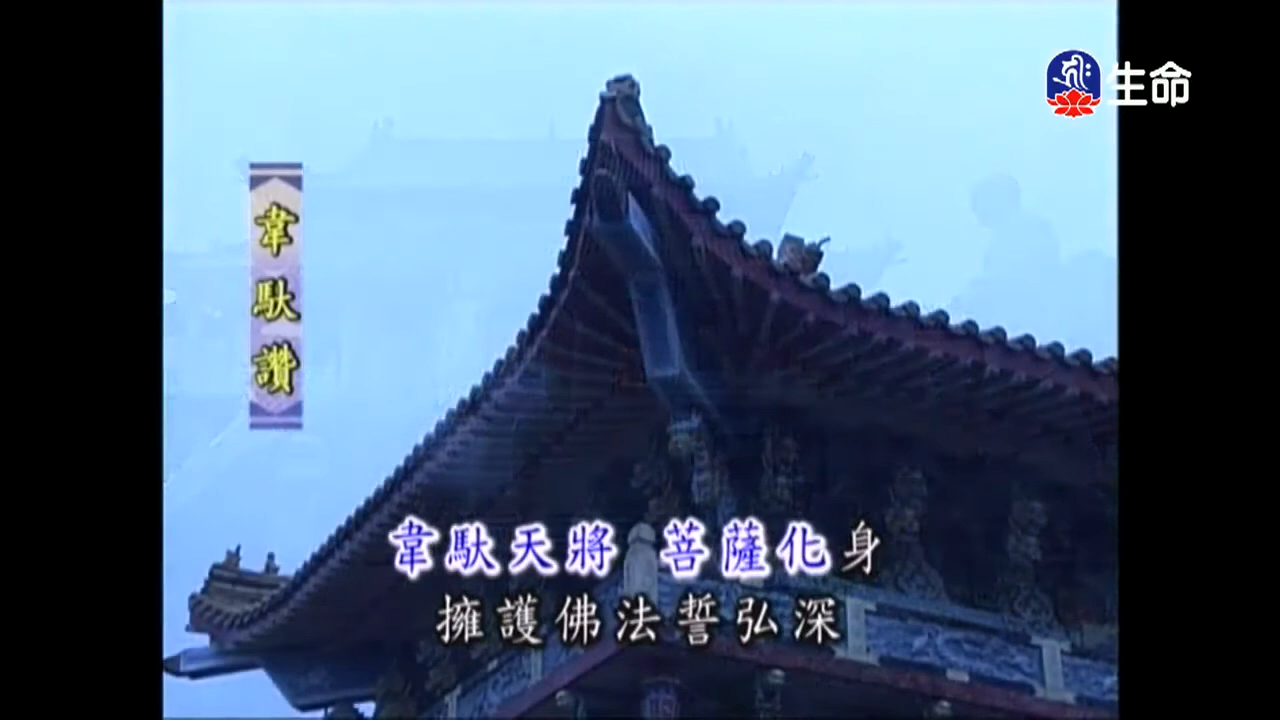 生命
韋馱讚
韋馱天將 菩薩化身
擁護佛法誓弘深